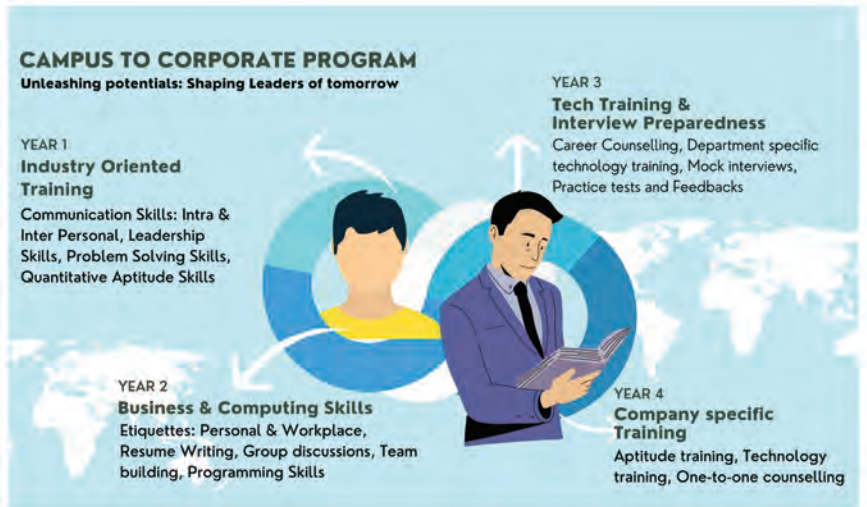 CAMPUS TO CORPORATE PROGRAM
Unleashing potentials: Shaping Leaders of tomorrow
YEAR 1
Industry Oriented
Training
Communication Skills: Intra &
Inter Personal, Leadership
Skills, Problem Solving Skills,
Quantitative Aptitude Skills
YEAR 2
Business & Computing Skills
Etiquettes: Personal & Workplace,
Resume Writing, Group discussions, Team
building, Programming Skills
YEAR 3
Tech Training &
Interview Preparedness
Career Counselling, Department specific
technology training, Mock interviews,
Practice tests and Feedbacks
YEAR 4
Company specific
Training
Aptitude training, Technology
training, One-to-one counselling